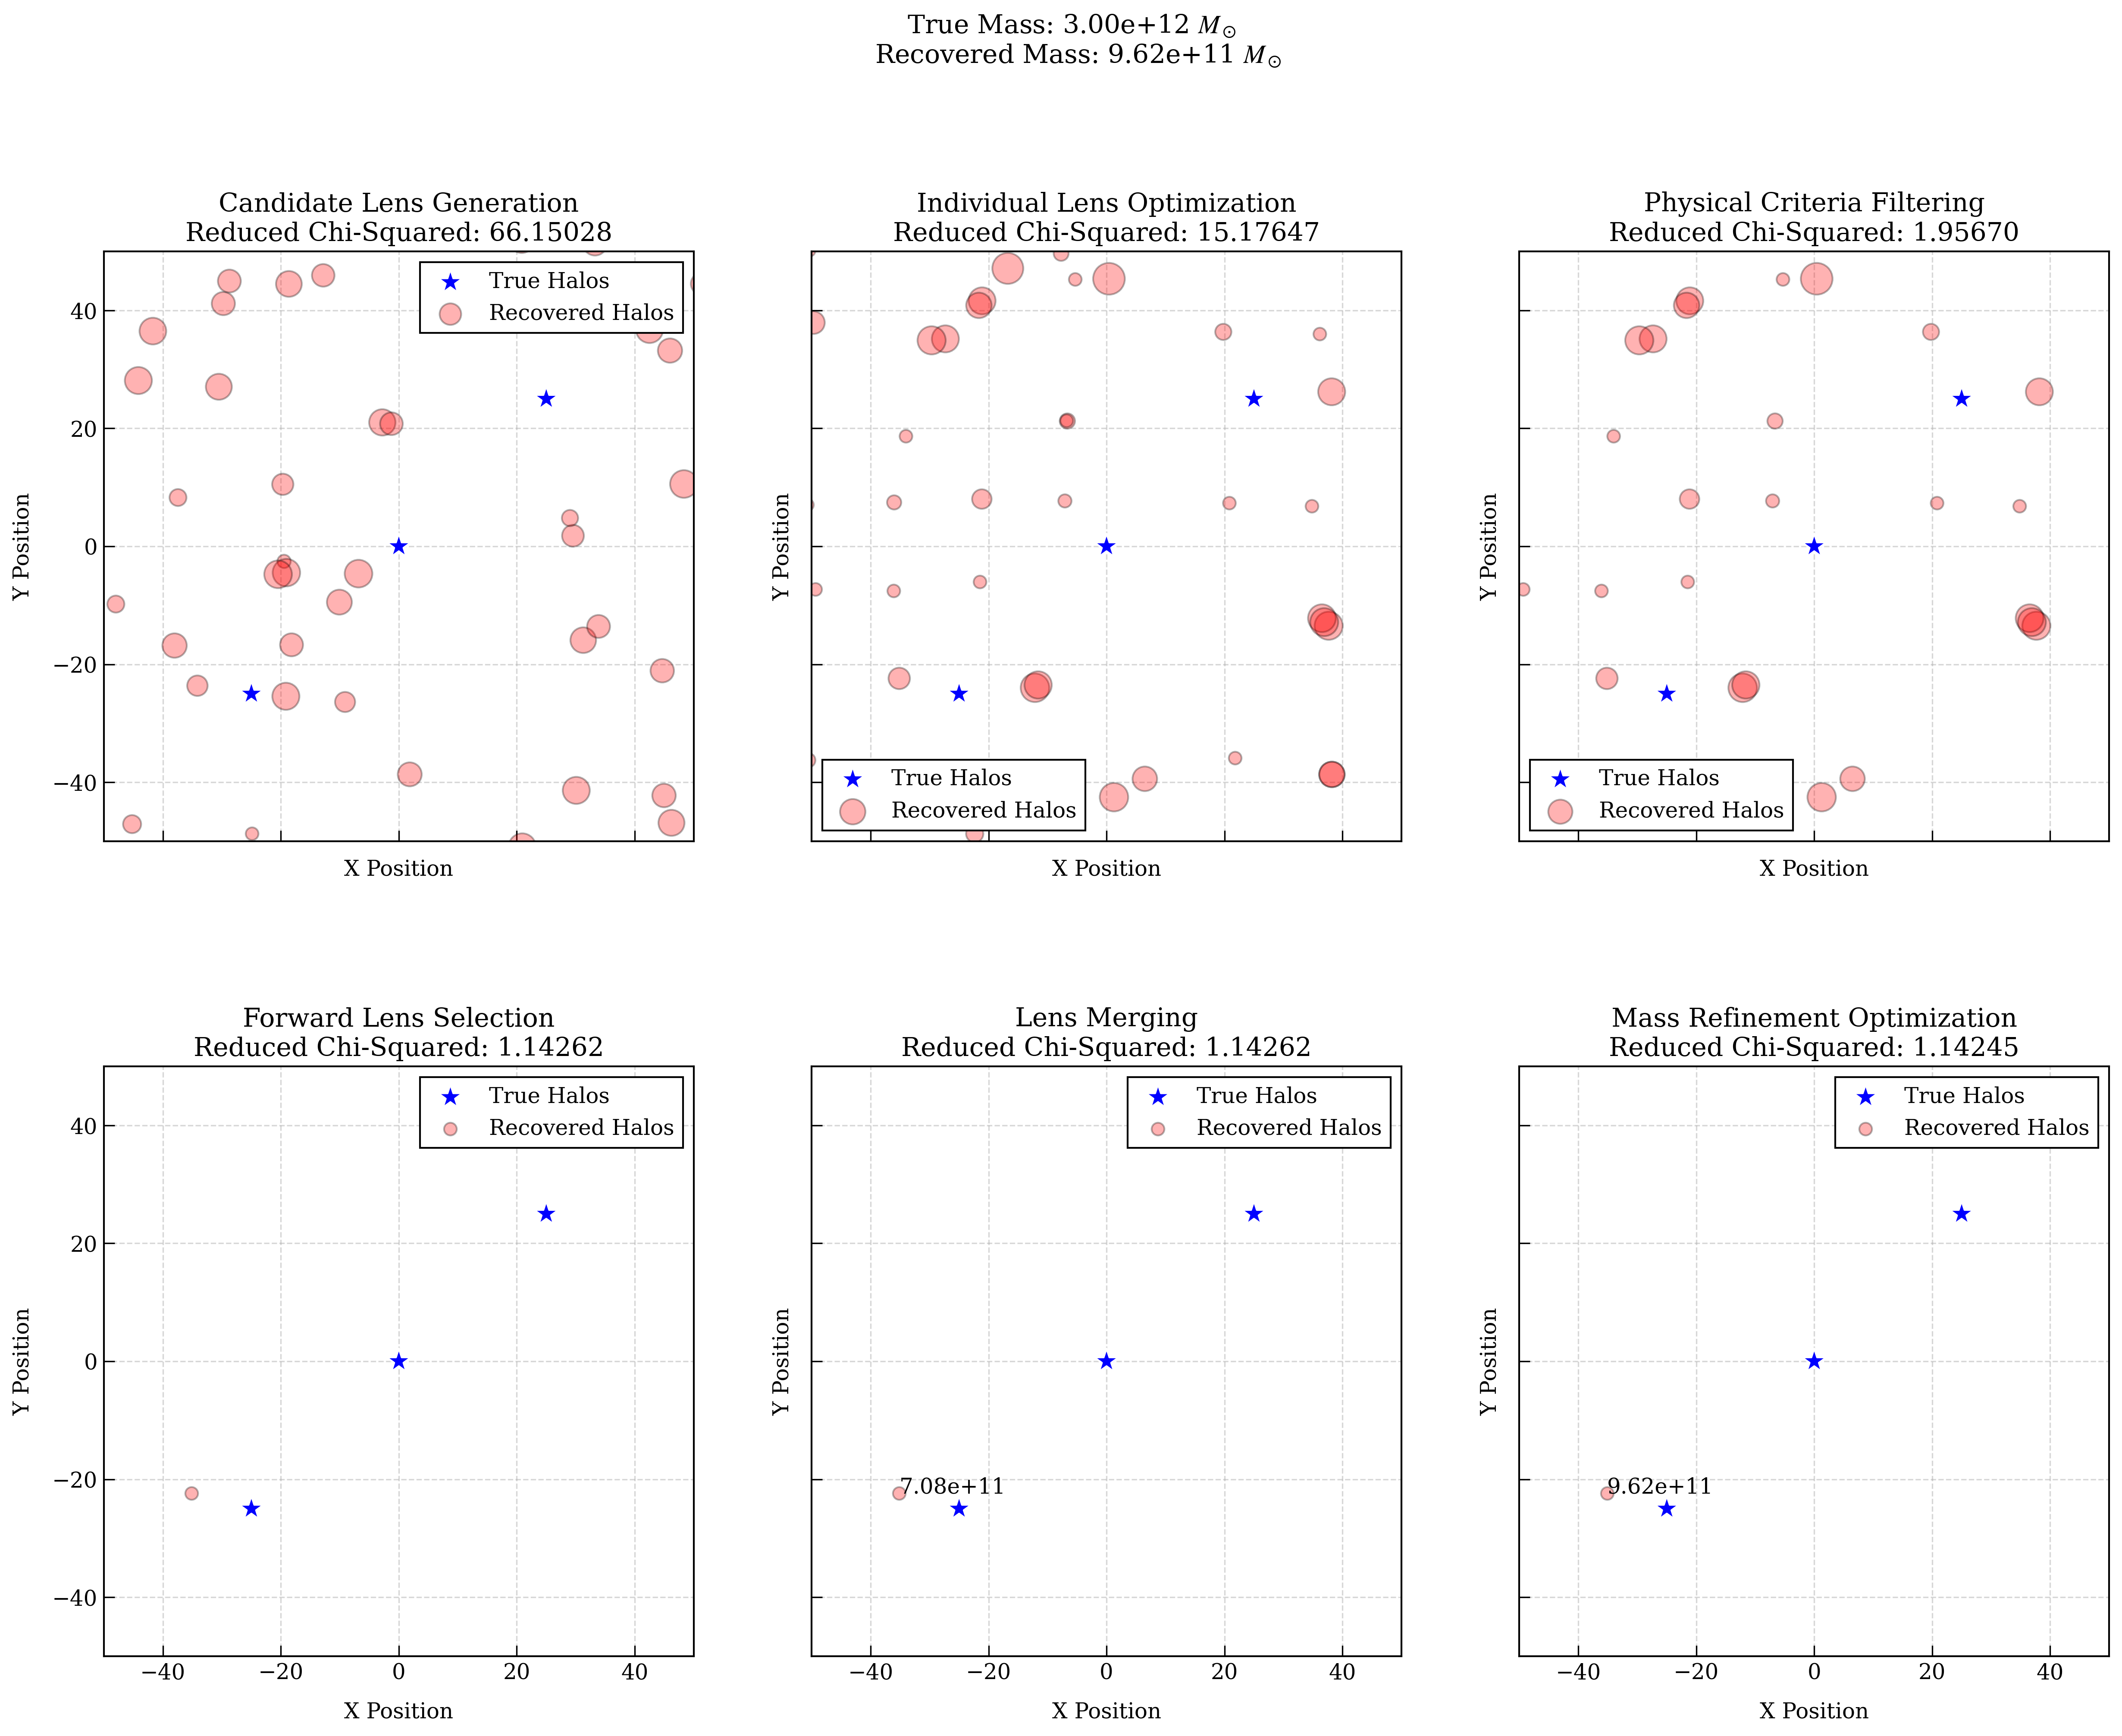 True Mass: 3.00e+12 M⊙
Recovered Mass: 9.62e+11 M⊙
Candidate Lens Generation
Reduced Chi-Squared: 66.15028
True Halos
Recovered Halos
40
20
0
−20
−40
Y Position
X Position
Individual Lens Optimization
Reduced Chi-Squared: 15.17647
True Halos
Recovered Halos
Y Position
X Position
Physical Criteria Filtering
Reduced Chi-Squared: 1.95670
True Halos
Recovered Halos
Y Position
X Position
Forward Lens Selection
Reduced Chi-Squared: 1.14262
True Halos
Recovered Halos
40
20
0
−20
−40
Y Position
−40 −20 0 20 40
X Position
Lens Merging
Reduced Chi-Squared: 1.14262
True Halos
Recovered Halos
7.08e+11
Y Position
−40 −20 0 20 40
X Position
Mass Refinement Optimization
Reduced Chi-Squared: 1.14245
True Halos
Recovered Halos
9.62e+11
Y Position
−40 −20 0 20 40
X Position